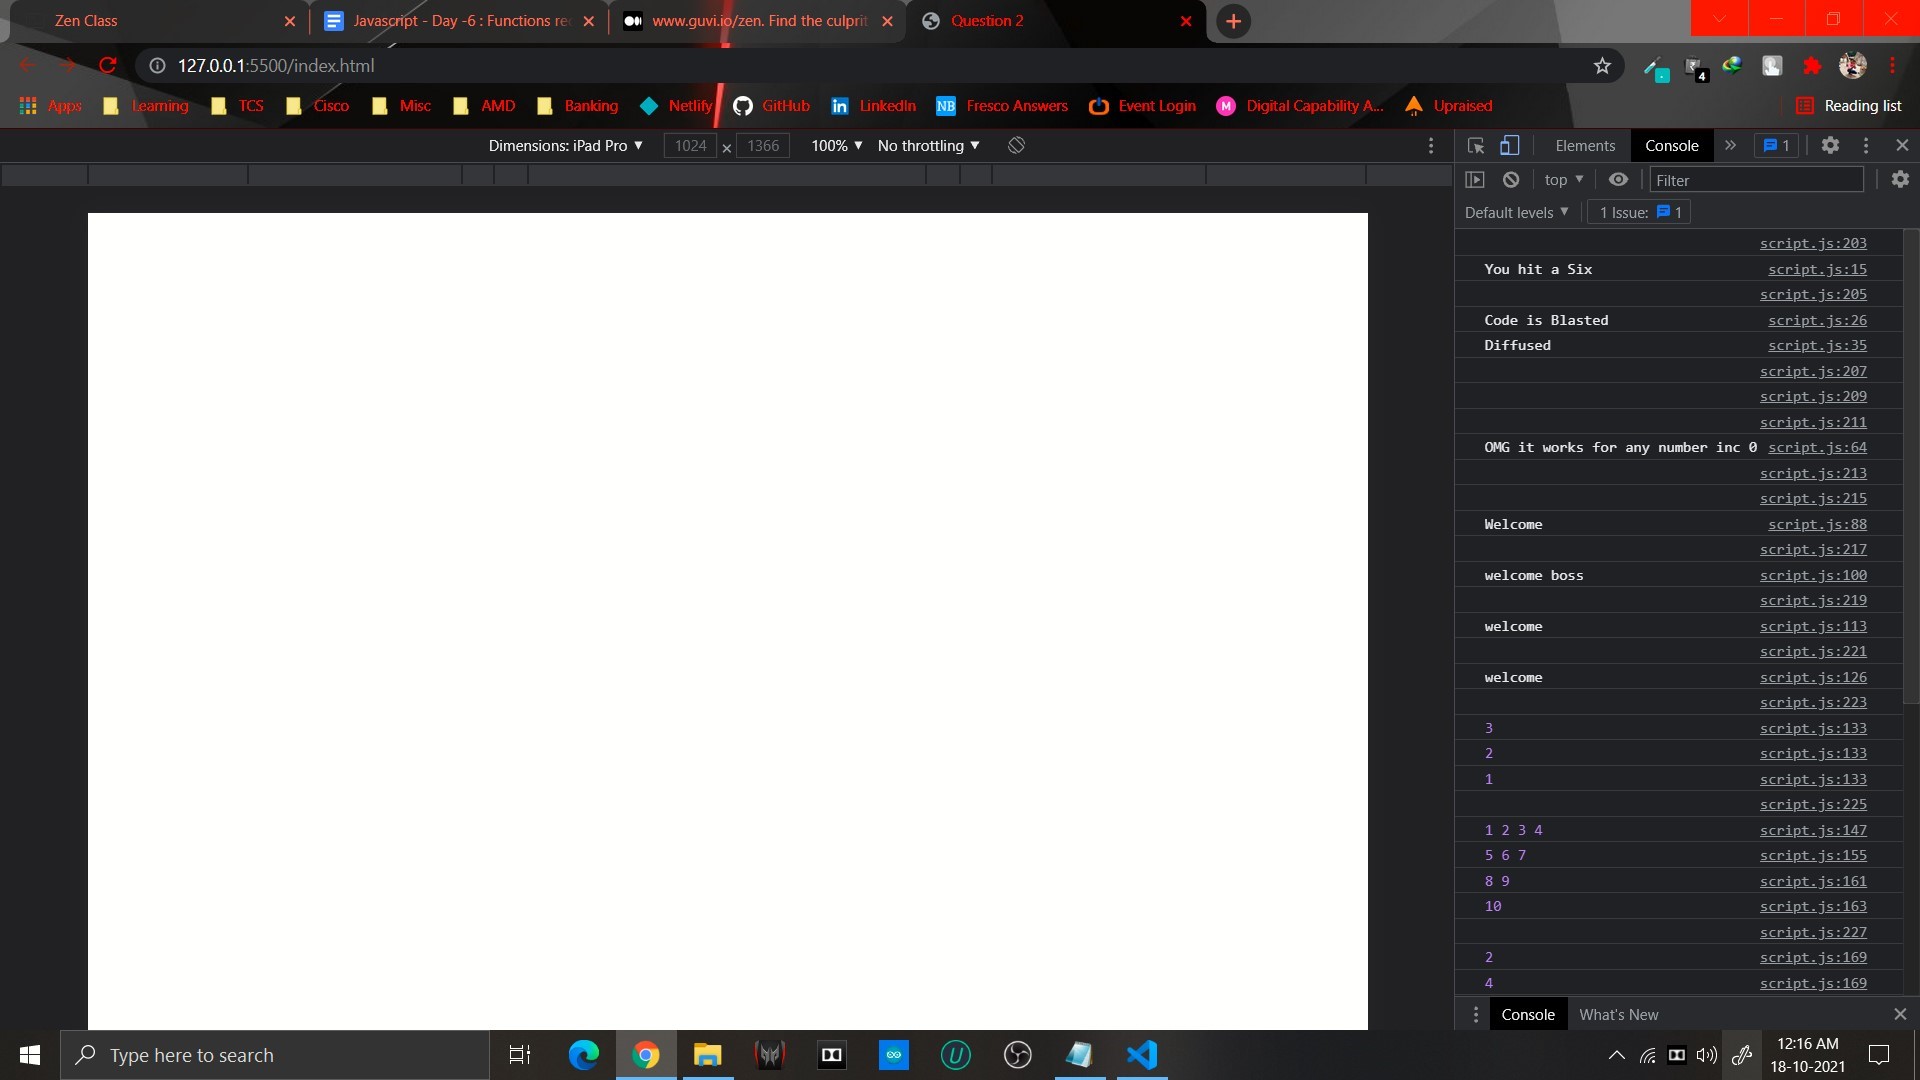 Zen Class
Javascript - Day -6 : Functions rec
www.guvi.io/zen. Find the culprit
Question 2
127.0.0.1:5500/index.html
4
Apps Learning TCS Cisco Misc AMD Banking Netlify GitHub LinkedIn Fresco Answers Event Login Digital Capability A... Upraised Reading list
Dimensions: iPad Pro 1024 × 1366 100% No throttling
Elements Console 1
top Filter
Default levels 1 Issue: 1
script.js:203
You hit a Six script.js:15
script.js:205
Code is Blasted script.js:26
Diffused script.js:35
script.js:207
script.js:209
script.js:211
OMG it works for any number inc 0 script.js:64
script.js:213
script.js:215
Welcome script.js:88
script.js:217
welcome boss script.js:100
script.js:219
welcome script.js:113
script.js:221
welcome script.js:126
script.js:223
3 script.js:133
2 script.js:133
1 script.js:133
script.js:225
1 2 3 4 script.js:147
5 6 7 script.js:155
8 9 script.js:161
10 script.js:163
script.js:227
2 script.js:169
4 script.js:169
Console What's New
Type here to search
12:16 AM
18-10-2021